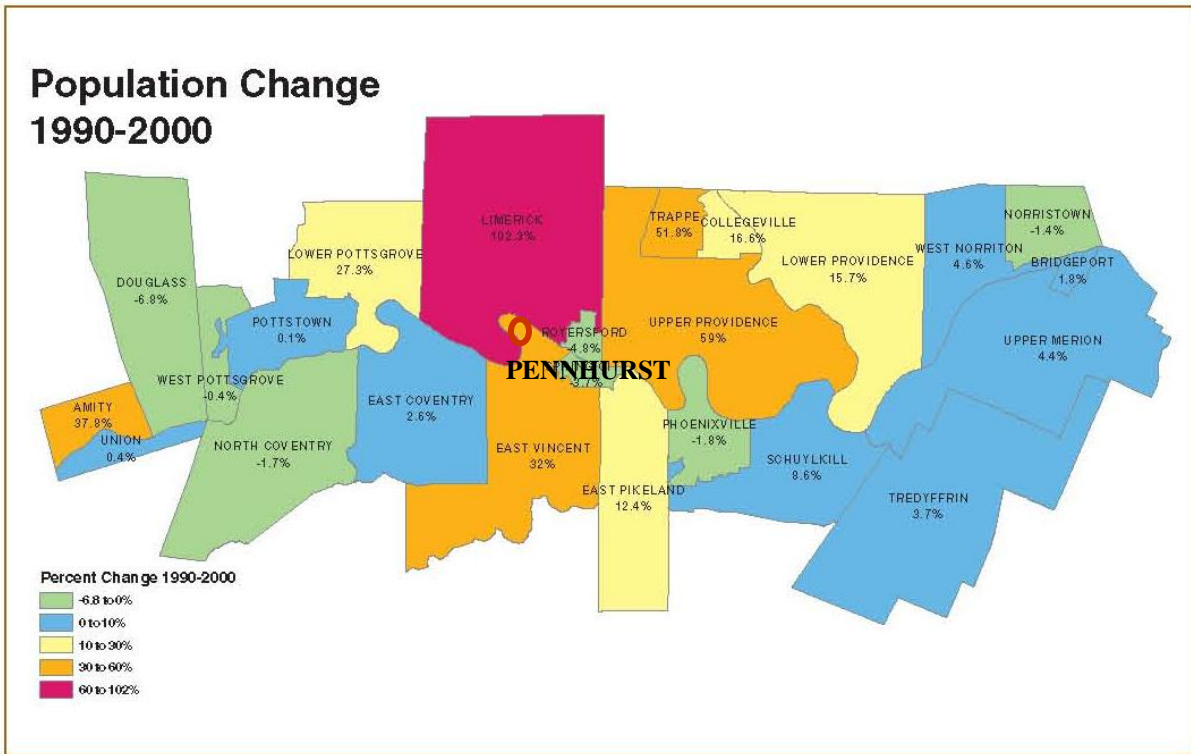 Population Change
1990-2000
LIMERICK
102.3%
TRAPPE
51.8%
COLLEGEVILLE
16.6%
NORRISTOWN
-1.4%
WEST NORRITON
4.6%
BRIDGEPORT
1.8%
LOWER POTTSGROVE
27.3%
LOWER PROVIDENCE
15.7%
DOUGLASS
-6.8%
POTTSTOWN
0.1%
ROYERSFORD
-4.8%
UPPER PROVIDENCE
59%
UPPER MERION
4.4%
PENNHURST
-3.7%
WEST POTTSGROVE
-0.4%
AMITY
37.8%
EAST COVENTRY
2.6%
UNION
0.4%
NORTH COVENTRY
-1.7%
EAST VINCENT
32%
PHOENIXVILLE
-1.8%
SCHUYLKILL
8.6%
EAST PIKELAND
12.4%
TREDYFFRIN
3.7%
Percent Change 1990-2000
-6.8 to 0%
0 to 10%
10 to 30%
30 to 60%
60 to 102%